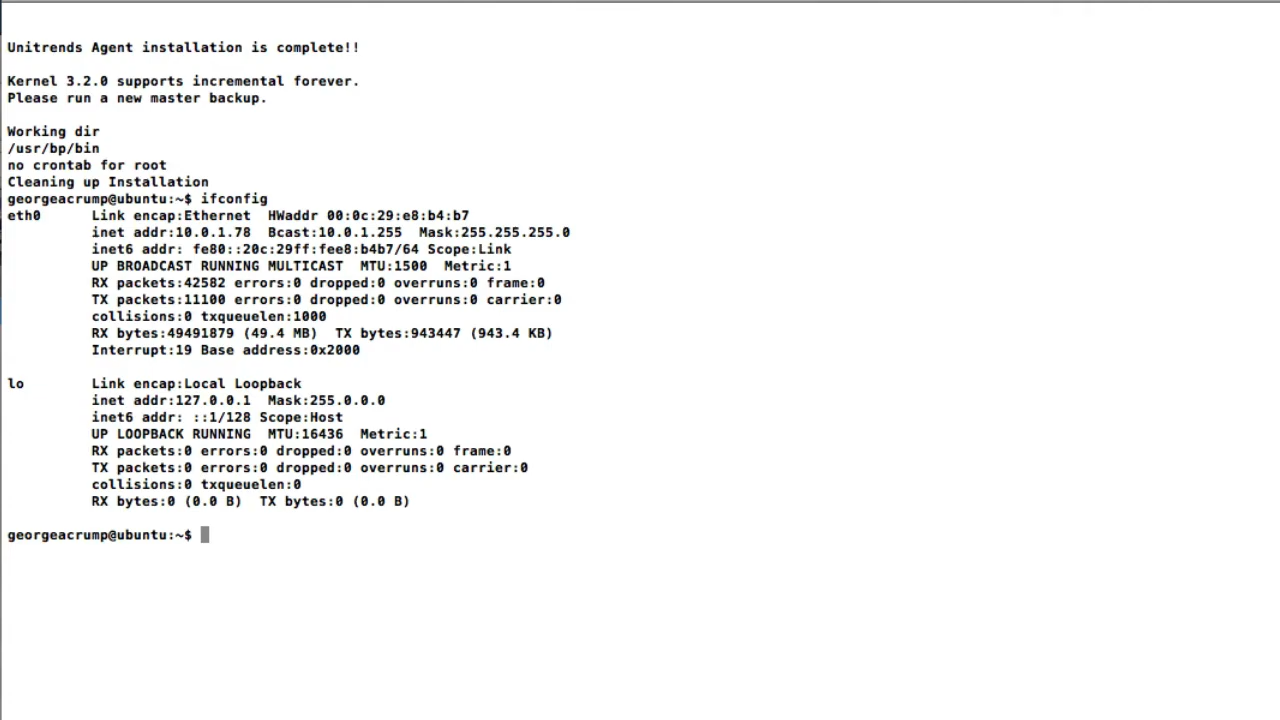 Unitrends Agent installation is complete!!
Kernel 3.2.0 supports incremental forever.
Please run a new master backup.
Working dir
/usr/bp/bin
no crontab for root
Cleaning up Installation
georgeacrump@ubuntu:~$ ifconfig
eth0      Link encap:Ethernet  HWaddr 00:0c:29:e8:b4:b7
          inet addr:10.0.1.78  Bcast:10.0.1.255  Mask:255.255.255.0
          inet6 addr: fe80::20c:29ff:fee8:b4b7/64 Scope:Link
          UP BROADCAST RUNNING MULTICAST  MTU:1500  Metric:1
          RX packets:42582 errors:0 dropped:0 overruns:0 frame:0
          TX packets:11100 errors:0 dropped:0 overruns:0 carrier:0
          collisions:0 txqueuelen:1000
          RX bytes:49491879 (49.4 MB)  TX bytes:943447 (943.4 KB)
          Interrupt:19 Base address:0x2000
lo        Link encap:Local Loopback
          inet addr:127.0.0.1  Mask:255.0.0.0
          inet6 addr: ::1/128 Scope:Host
          UP LOOPBACK RUNNING  MTU:16436  Metric:1
          RX packets:0 errors:0 dropped:0 overruns:0 frame:0
          TX packets:0 errors:0 dropped:0 overruns:0 carrier:0
          collisions:0 txqueuelen:0
          RX bytes:0 (0.0 B)  TX bytes:0 (0.0 B)
georgeacrump@ubuntu:~$